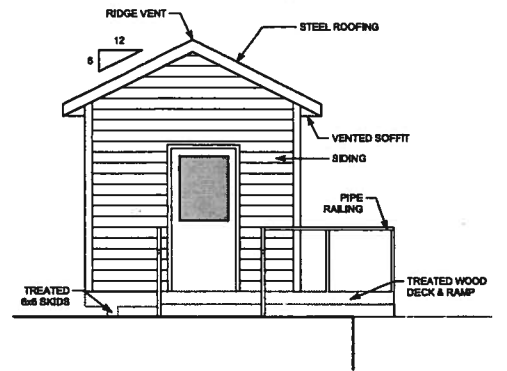 RIDGE VENT
STEEL ROOFING
12
6
VENTED SOFFIT
SIDING
PIPE
RAILING
TREATED
6x6 SKIDS
TREATED WOOD
DECK & RAMP